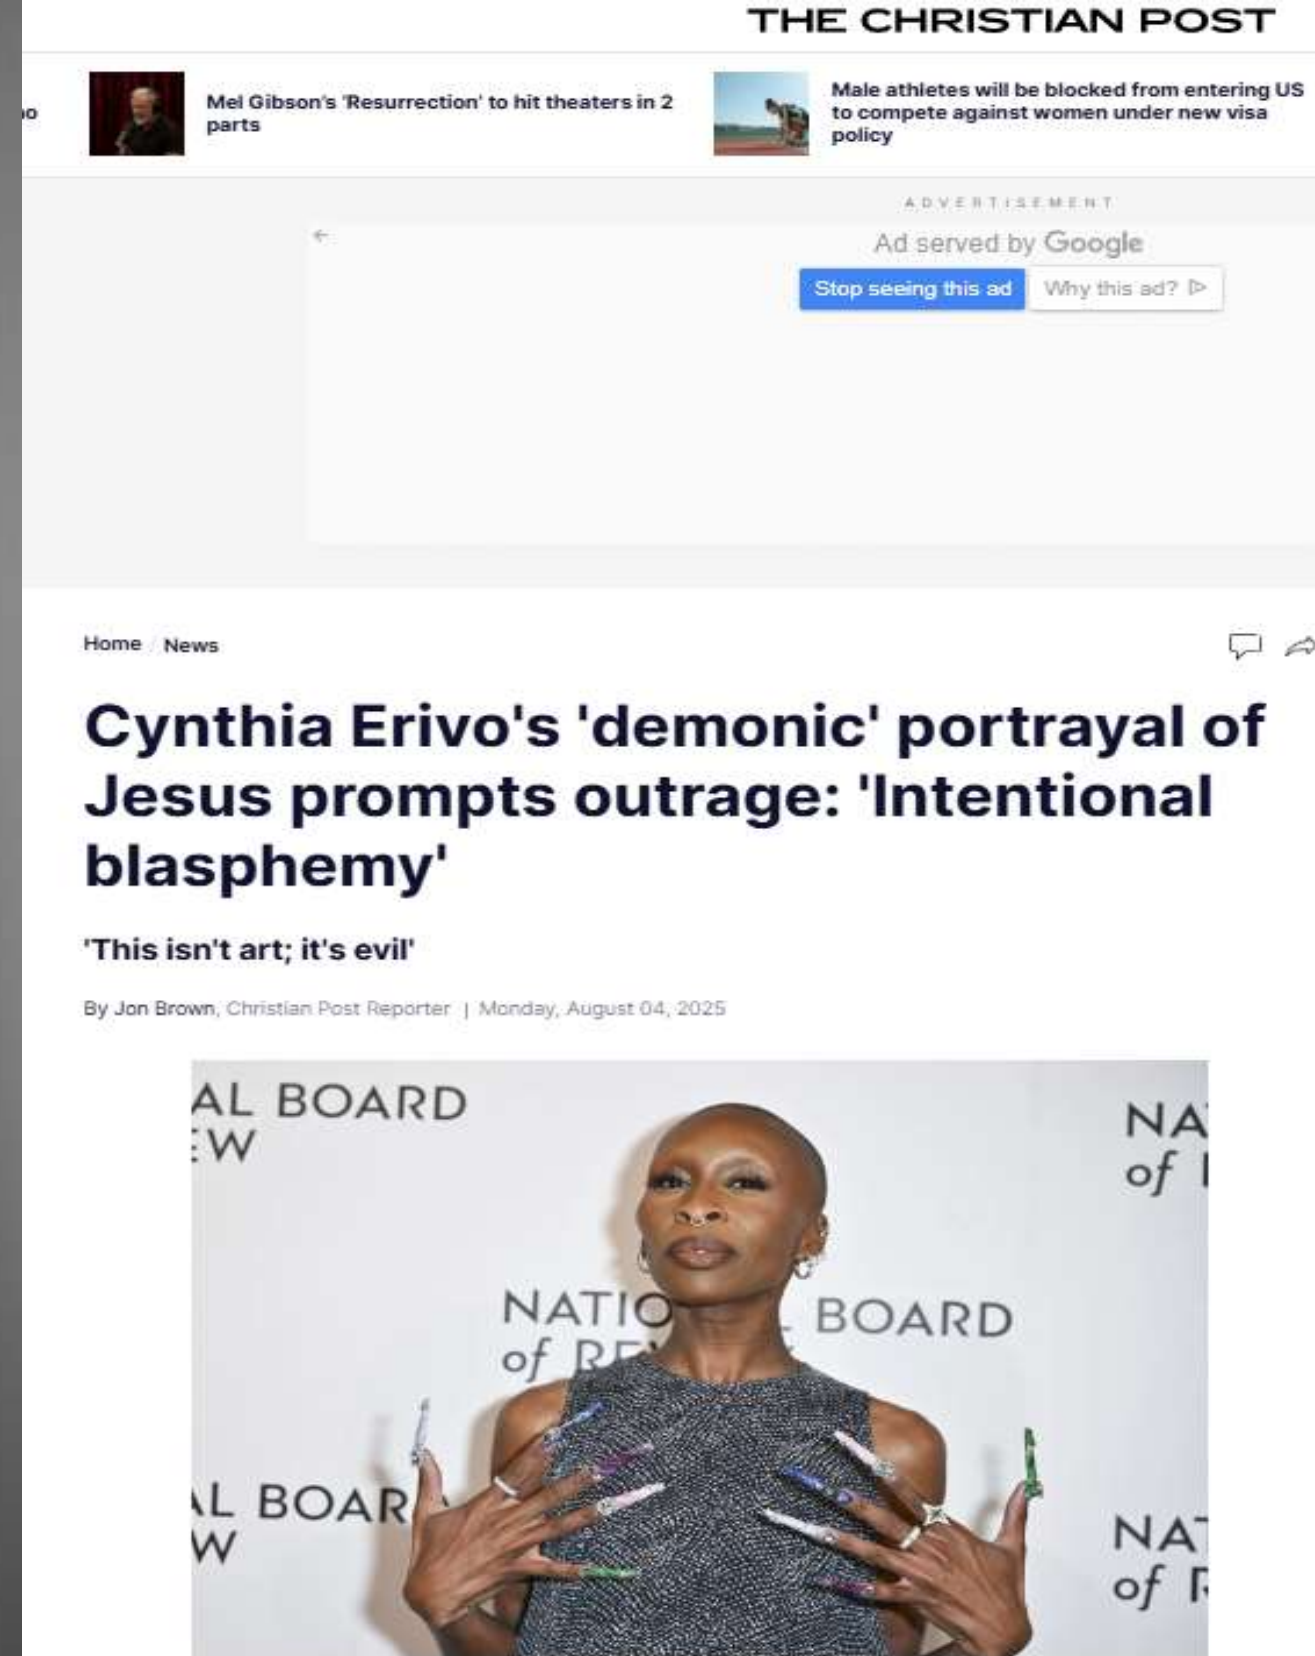 THE CHRISTIAN POST
Mel Gibson's 'Resurrection' to hit theaters in 2
parts
Male athletes will be blocked from entering US
to compete against women under new visa
policy
ADVERTISEMENT
Ad served by Google
Stop seeing this ad
Why this ad?
Home / News
Cynthia Erivo's 'demonic' portrayal of
Jesus prompts outrage: 'Intentional
blasphemy'
'This isn't art; it's evil'
By Jon Brown, Christian Post Reporter | Monday, August 04, 2025
AL BOARD
EW
NA
of
NATIO L BOARD
of RE
AL BOAR
W
NAT
of R